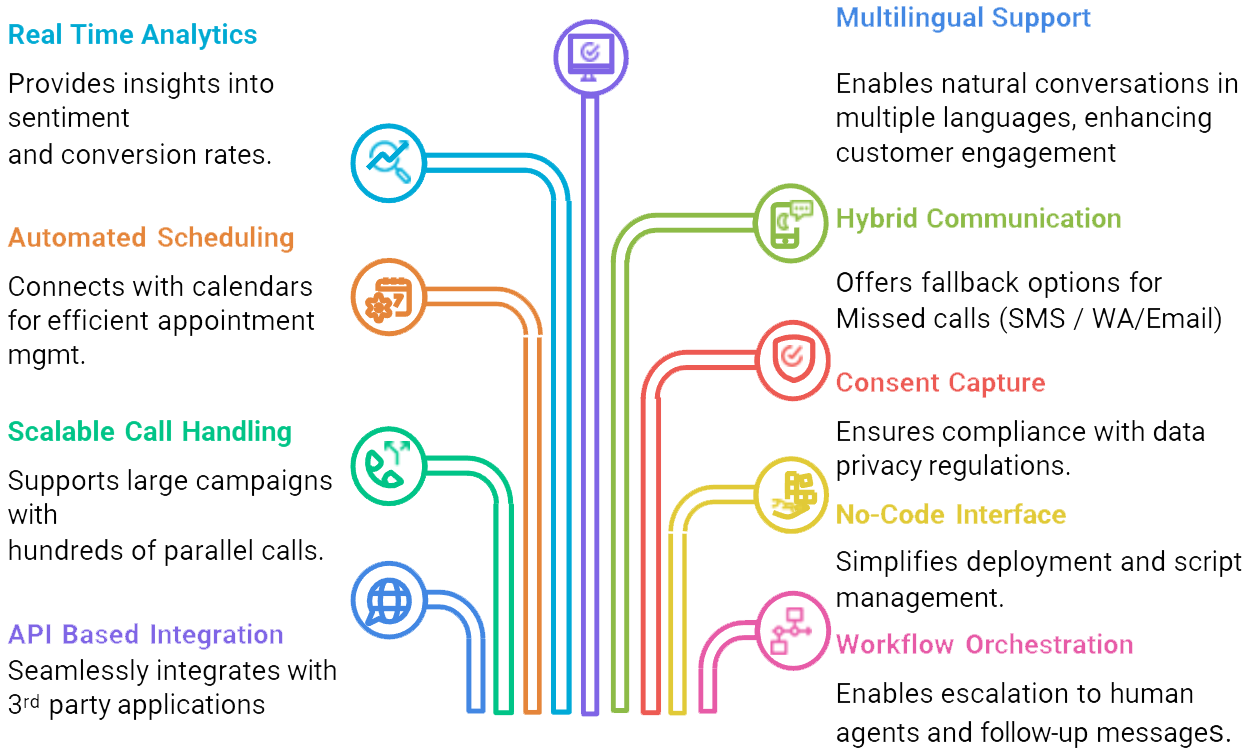 Real Time Analytics
Provides insights into
sentiment
and conversion rates.
Automated Scheduling
Connects with calendars
for efficient appointment
mgmt.
7
Scalable Call Handling
Supports large campaigns
with
hundreds of parallel calls.
API Based Integration
Seamlessly integrates with
3rd party applications
Multilingual Support
Enables natural conversations in
multiple languages, enhancing
customer engagement
Hybrid Communication
Offers fallback options for
Missed calls (SMS / WA/Email)
Consent Capture
Ensures compliance with data
privacy regulations.
No-Code Interface
Simplifies deployment and script
management.
Workflow Orchestration
Enables escalation to human
agents and follow-up messages.